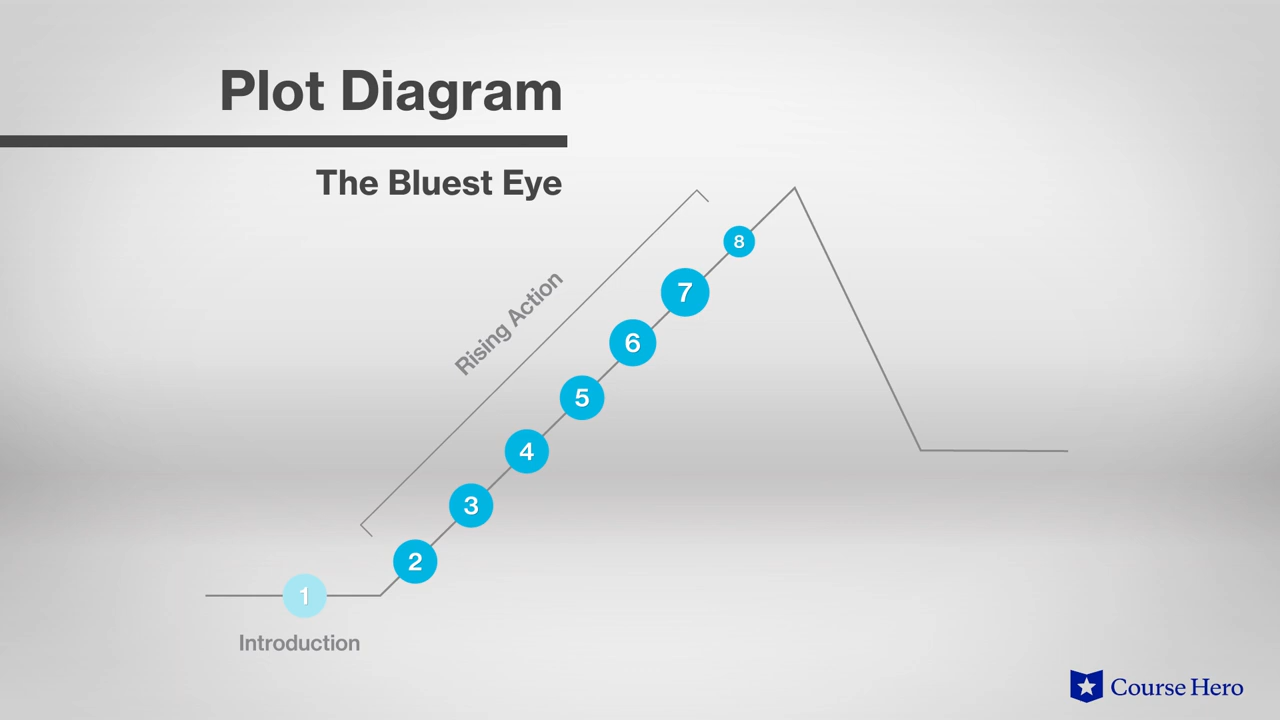 Plot Diagram
The Bluest Eye
Rising Action
8
7
6
5
4
3
2
1
Introduction
Course Hero